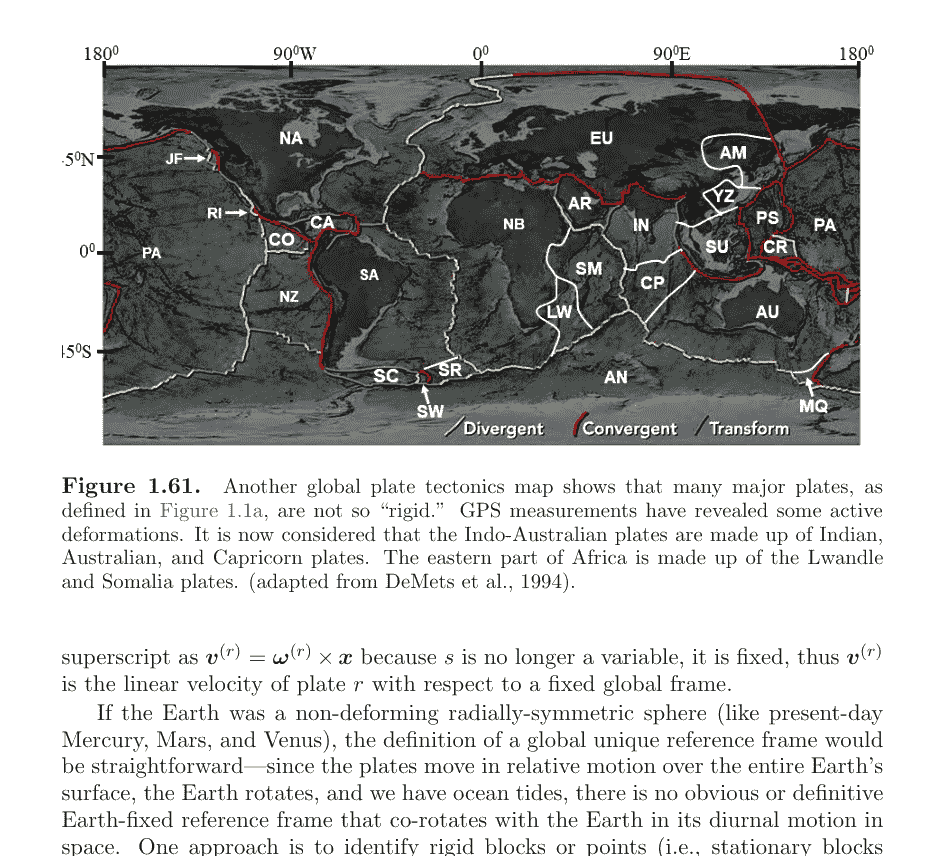 180⁰ 90⁰W 0⁰ 90⁰E 180⁰
NA EU AM
-5⁰N
JF
YZ
RI CA AR NB IN PS PA
CO
0⁰ PA SU CR
SA SM
NZ CP
LW AU
15⁰S
SC SR AN
SW MQ
Divergent Convergent Transform
Figure 1.61. Another global plate tectonics map shows that many major plates, as
defined in Figure 1.1a, are not so “rigid.” GPS measurements have revealed some active
deformations. It is now considered that the Indo-Australian plates are made up of Indian,
Australian, and Capricorn plates. The eastern part of Africa is made up of the Lwandle
and Somalia plates. (adapted from DeMets et al., 1994).
superscript as v⁽ʳ⁾ = ω⁽ʳ⁾ × x because s is no longer a variable, it is fixed, thus v⁽ʳ⁾
is the linear velocity of plate r with respect to a fixed global frame.
If the Earth was a non-deforming radially-symmetric sphere (like present-day
Mercury, Mars, and Venus), the definition of a global unique reference frame would
be straightforward—since the plates move in relative motion over the entire Earth’s
surface, the Earth rotates, and we have ocean tides, there is no obvious or definitive
Earth-fixed reference frame that co-rotates with the Earth in its diurnal motion in
space. One approach is to identify rigid blocks or points (i.e., stationary blocks